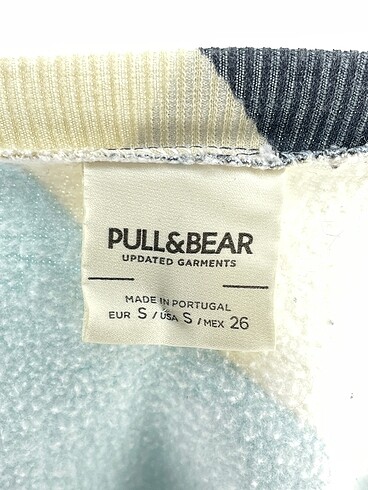 PULL&BEAR
UPDATED GARMENTS
MADE IN PORTUGAL
EUR S / USA S / MEX 26